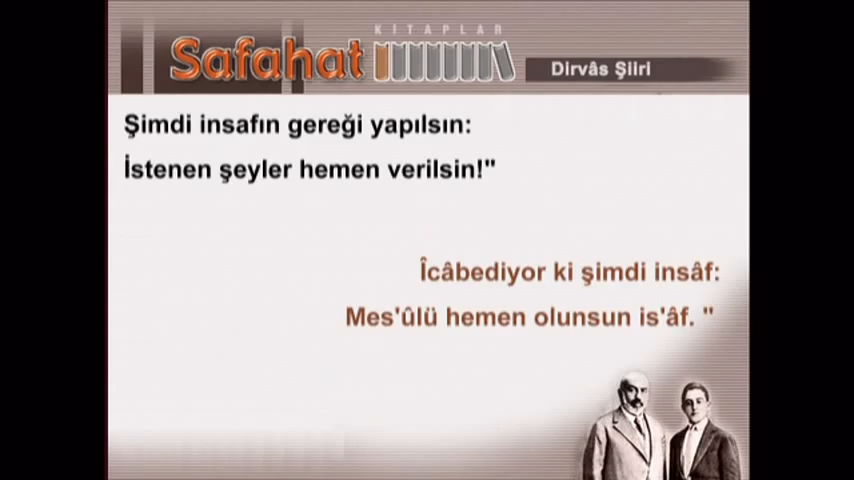 KİTAPLAR
Safahat
Dirvâs Şiiri
Şimdi insafın gereği yapılsın:
İstenen şeyler hemen verilsin!"
Îcâbediyor ki şimdi insâf:
Mes'ûlü hemen olunsun is'âf. "